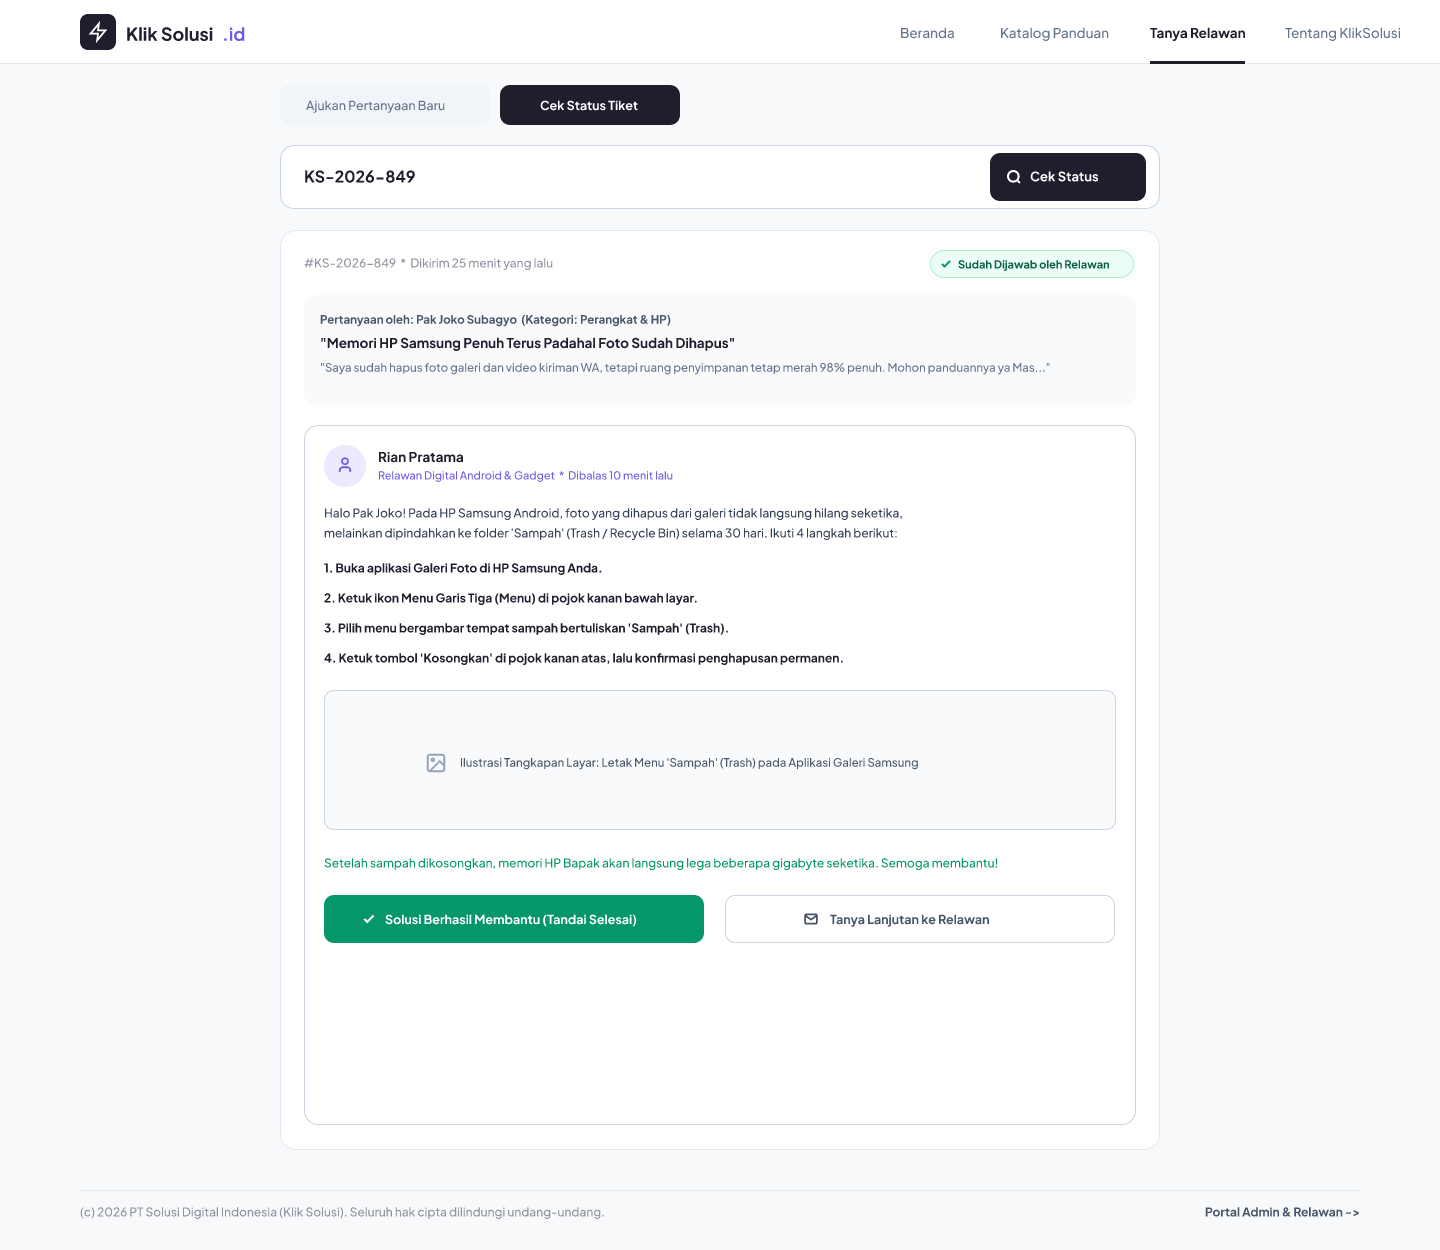 Klik Solusi .id
Beranda
Katalog Panduan
Tanya Relawan
Tentang KlikSolusi
Ajukan Pertanyaan Baru
Cek Status Tiket
KS-2026-849
Cek Status
#KS-2026-849 * Dikirim 25 menit yang lalu
Sudah Dijawab oleh Relawan
Pertanyaan oleh: Pak Joko Subagyo (Kategori: Perangkat & HP)
"Memori HP Samsung Penuh Terus Padahal Foto Sudah Dihapus"
"Saya sudah hapus foto galeri dan video kiriman WA, tetapi ruang penyimpanan tetap merah 98% penuh. Mohon panduannya ya Mas..."
Rian Pratama
Relawan Digital Android & Gadget * Dibalas 10 menit lalu
Halo Pak Joko! Pada HP Samsung Android, foto yang dihapus dari galeri tidak langsung hilang seketika,
melainkan dipindahkan ke folder 'Sampah' (Trash / Recycle Bin) selama 30 hari. Ikuti 4 langkah berikut:
1. Buka aplikasi Galeri Foto di HP Samsung Anda.
2. Ketuk ikon Menu Garis Tiga (Menu) di pojok kanan bawah layar.
3. Pilih menu bergambar tempat sampah bertuliskan 'Sampah' (Trash).
4. Ketuk tombol 'Kosongkan' di pojok kanan atas, lalu konfirmasi penghapusan permanen.
Ilustrasi Tangkapan Layar: Letak Menu 'Sampah' (Trash) pada Aplikasi Galeri Samsung
Setelah sampah dikosongkan, memori HP Bapak akan langsung lega beberapa gigabyte seketika. Semoga membantu!
Solusi Berhasil Membantu (Tandai Selesai)
Tanya Lanjutan ke Relawan
(c) 2026 PT Solusi Digital Indonesia (Klik Solusi). Seluruh hak cipta dilindungi undang-undang.
Portal Admin & Relawan ->